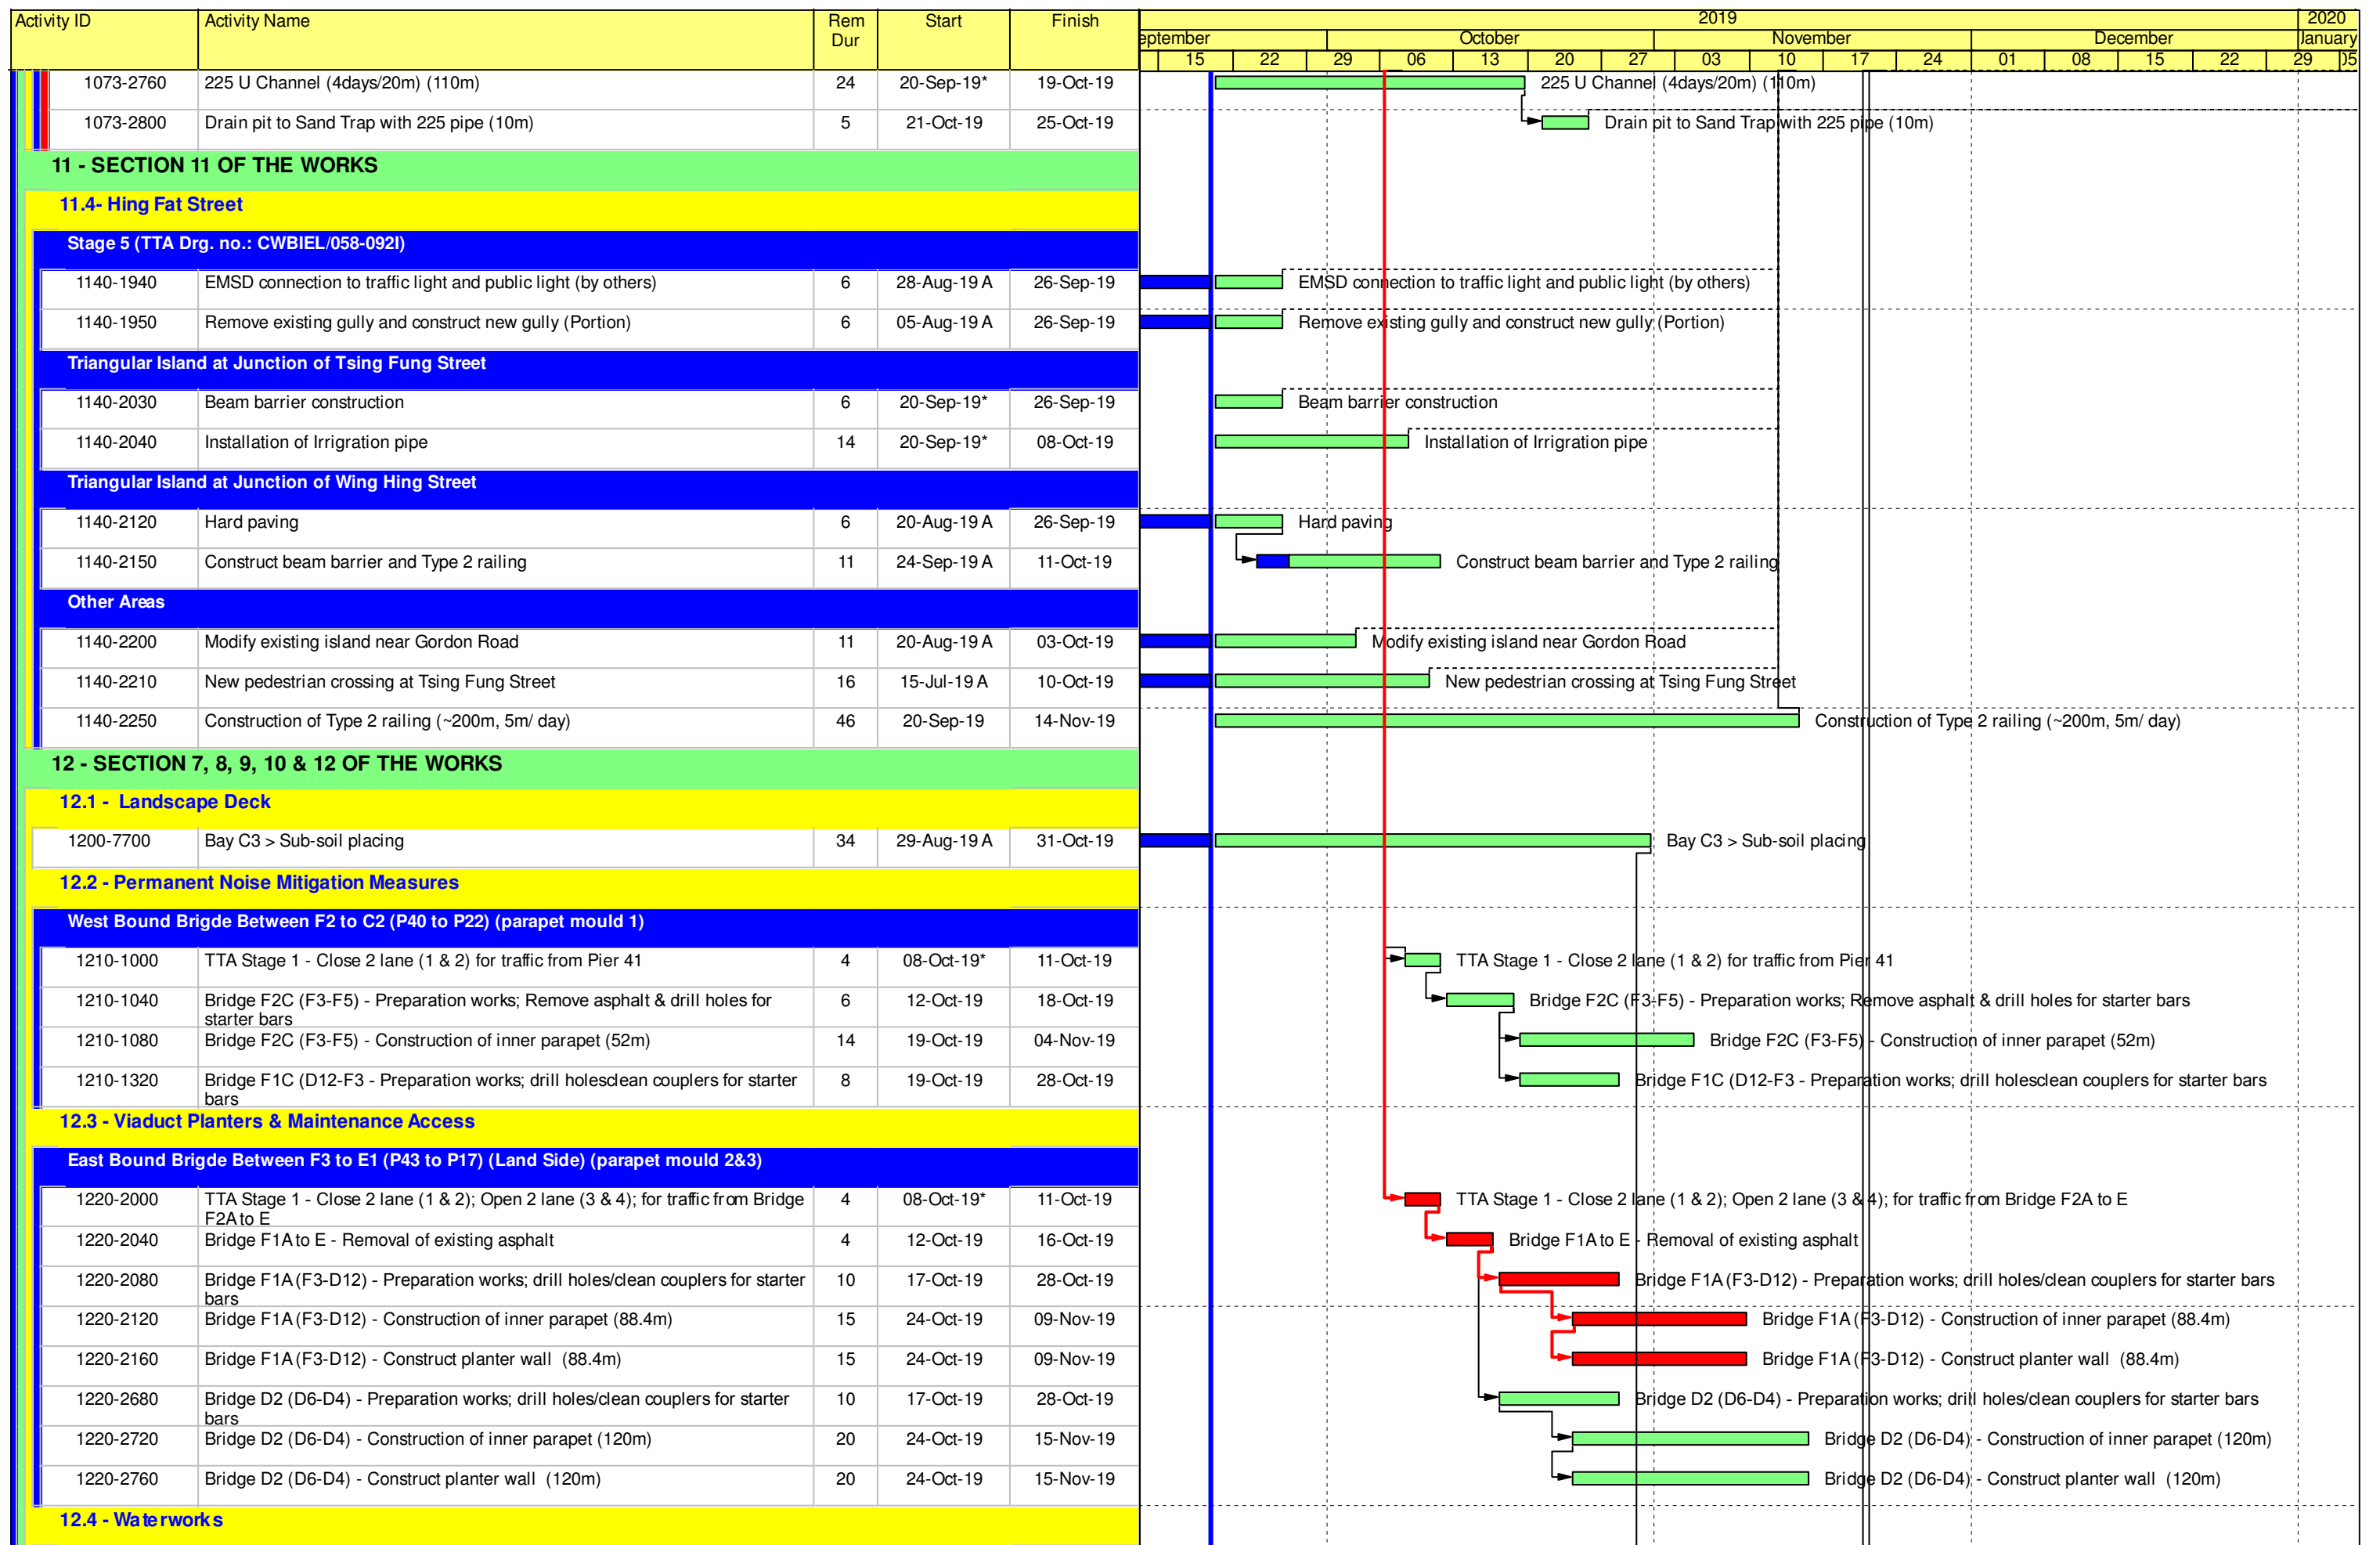 Activity ID Activity Name Rem Dur Start Finish
2019 2020
eptember October November December January
15 22 29 06 13 20 27 03 10 17 24 01 08 15 22 29 05
1073-2760 225 U Channel (4days/20m) (110m) 24 20-Sep-19* 19-Oct-19 225 U Channel (4days/20m) (110m)
1073-2800 Drain pit to Sand Trap with 225 pipe (10m) 5 21-Oct-19 25-Oct-19 Drain pit to Sand Trap with 225 pipe (10m)
11 - SECTION 11 OF THE WORKS
11.4- Hing Fat Street
Stage 5 (TTA Drg. no.: CWBIEL/058-092I)
1140-1940 EMSD connection to traffic light and public light (by others) 6 28-Aug-19 A 26-Sep-19 EMSD connection to traffic light and public light (by others)
1140-1950 Remove existing gully and construct new gully (Portion) 6 05-Aug-19 A 26-Sep-19 Remove existing gully and construct new gully (Portion)
Triangular Island at Junction of Tsing Fung Street
1140-2030 Beam barrier construction 6 20-Sep-19* 26-Sep-19 Beam barrier construction
1140-2040 Installation of Irrigration pipe 14 20-Sep-19* 08-Oct-19 Installation of Irrigration pipe
Triangular Island at Junction of Wing Hing Street
1140-2120 Hard paving 6 20-Aug-19 A 26-Sep-19 Hard paving
1140-2150 Construct beam barrier and Type 2 railing 11 24-Sep-19 A 11-Oct-19 Construct beam barrier and Type 2 railing
Other Areas
1140-2200 Modify existing island near Gordon Road 11 20-Aug-19 A 03-Oct-19 Modify existing island near Gordon Road
1140-2210 New pedestrian crossing at Tsing Fung Street 16 15-Jul-19 A 10-Oct-19 New pedestrian crossing at Tsing Fung Street
1140-2250 Construction of Type 2 railing (~200m, 5m/ day) 46 20-Sep-19 14-Nov-19 Construction of Type 2 railing (~200m, 5m/ day)
12 - SECTION 7, 8, 9, 10 & 12 OF THE WORKS
12.1 - Landscape Deck
1200-7700 Bay C3 > Sub-soil placing 34 29-Aug-19 A 31-Oct-19 Bay C3 > Sub-soil placing
12.2 - Permanent Noise Mitigation Measures
West Bound Brigde Between F2 to C2 (P40 to P22) (parapet mould 1)
1210-1000 TTA Stage 1 - Close 2 lane (1 & 2) for traffic from Pier 41 4 08-Oct-19* 11-Oct-19 TTA Stage 1 - Close 2 lane (1 & 2) for traffic from Pier 41
1210-1040 Bridge F2C (F3-F5) - Preparation works; Remove asphalt & drill holes for starter bars 6 12-Oct-19 18-Oct-19 Bridge F2C (F3-F5) - Preparation works; Remove asphalt & drill holes for starter bars
1210-1080 Bridge F2C (F3-F5) - Construction of inner parapet (52m) 14 19-Oct-19 04-Nov-19 Bridge F2C (F3-F5) - Construction of inner parapet (52m)
1210-1320 Bridge F1C (D12-F3 - Preparation works; drill holesclean couplers for starter bars 8 19-Oct-19 28-Oct-19 Bridge F1C (D12-F3 - Preparation works; drill holesclean couplers for starter bars
12.3 - Viaduct Planters & Maintenance Access
East Bound Brigde Between F3 to E1 (P43 to P17) (Land Side) (parapet mould 2&3)
1220-2000 TTA Stage 1 - Close 2 lane (1 & 2); Open 2 lane (3 & 4); for traffic from Bridge F2A to E 4 08-Oct-19* 11-Oct-19 TTA Stage 1 - Close 2 lane (1 & 2); Open 2 lane (3 & 4); for traffic from Bridge F2A to E
1220-2040 Bridge F1A to E - Removal of existing asphalt 4 12-Oct-19 16-Oct-19 Bridge F1A to E - Removal of existing asphalt
1220-2080 Bridge F1A (F3-D12) - Preparation works; drill holes/clean couplers for starter bars 10 17-Oct-19 28-Oct-19 Bridge F1A (F3-D12) - Preparation works; drill holes/clean couplers for starter bars
1220-2120 Bridge F1A (F3-D12) - Construction of inner parapet (88.4m) 15 24-Oct-19 09-Nov-19 Bridge F1A (F3-D12) - Construction of inner parapet (88.4m)
1220-2160 Bridge F1A (F3-D12) - Construct planter wall (88.4m) 15 24-Oct-19 09-Nov-19 Bridge F1A (F3-D12) - Construct planter wall (88.4m)
1220-2680 Bridge D2 (D6-D4) - Preparation works; drill holes/clean couplers for starter bars 10 17-Oct-19 28-Oct-19 Bridge D2 (D6-D4) - Preparation works; drill holes/clean couplers for starter bars
1220-2720 Bridge D2 (D6-D4) - Construction of inner parapet (120m) 20 24-Oct-19 15-Nov-19 Bridge D2 (D6-D4) - Construction of inner parapet (120m)
1220-2760 Bridge D2 (D6-D4) - Construct planter wall (120m) 20 24-Oct-19 15-Nov-19 Bridge D2 (D6-D4) - Construct planter wall (120m)
12.4 - Waterworks